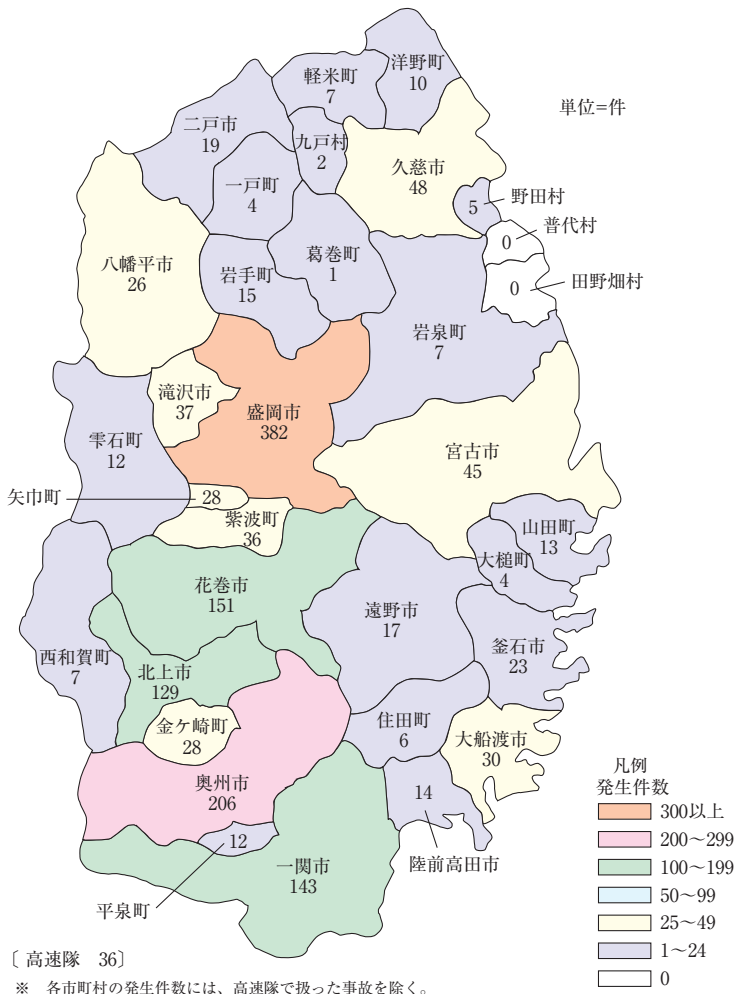 洋野町
10
軽米町
7
単位=件
二戸市
19
九戸村
2
久慈市
48
一戸町
4
5
野田村
普代村
0
葛巻町
1
八幡平市
26
岩手町
15
田野畑村
0
岩泉町
7
滝沢市
37
盛岡市
382
雫石町
12
宮古市
45
矢巾町
28
紫波町
36
山田町
13
大槌町
4
花巻市
151
遠野市
17
釜石市
23
西和賀町
7
北上市
129
金ケ崎町
28
住田町
6
大船渡市
30
奥州市
206
14
陸前高田市
12
平泉町
一関市
143
凡例
発生件数
300以上
200～299
100～199
50～99
25～49
1～24
0
〔 高速隊　36〕
※　各市町村の発生件数には、高速隊で扱った事故を除く。